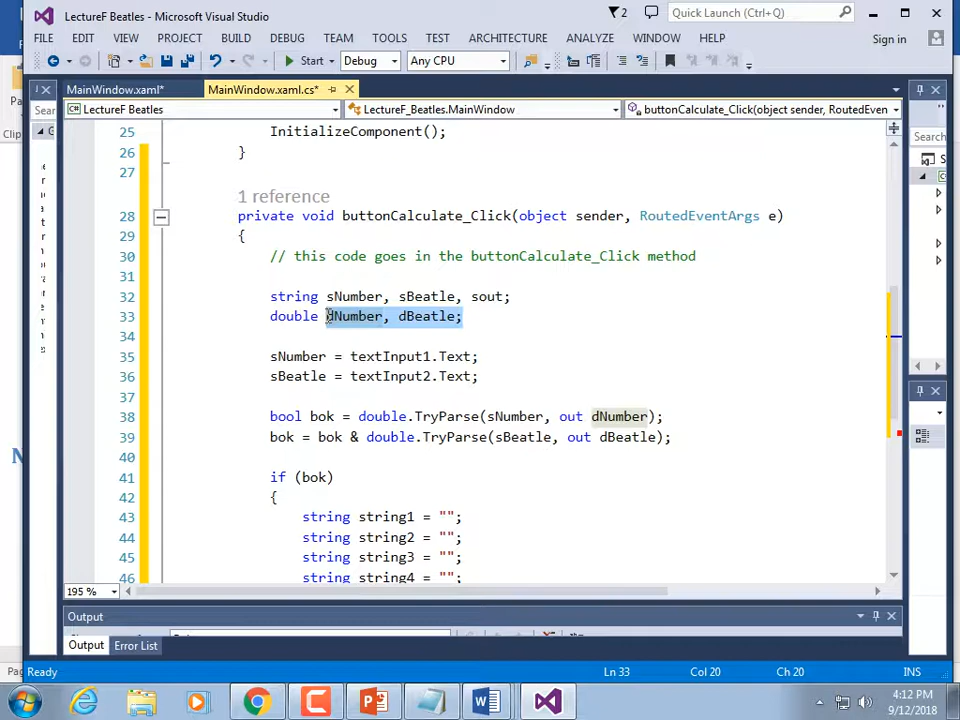 LectureF Beatles - Microsoft Visual Studio
2
Quick Launch (Ctrl+Q)
FILE EDIT VIEW PROJECT BUILD DEBUG TEAM TOOLS TEST ARCHITECTURE ANALYZE WINDOW HELP
Sign in
Start Debug Any CPU
MainWindow.xaml* MainWindow.xaml.cs*
LectureF Beatles LectureF_Beatles.MainWindow buttonCalculate_Click(object sender, RoutedEven
Sear
Search
Pa
Clip
G
25 InitializeComponent();
26 }
27
1 reference
28 private void buttonCalculate_Click(object sender, RoutedEventArgs e)
29 {
30 // this code goes in the buttonCalculate_Click method
31
32 string sNumber, sBeatle, sout;
33 double dNumber, dBeatle;
34
35 sNumber = textInput1.Text;
36 sBeatle = textInput2.Text;
37
38 bool bok = double.TryParse(sNumber, out dNumber);
39 bok = bok & double.TryParse(sBeatle, out dBeatle);
40
41 if (bok)
42 {
43 string string1 = "";
44 string string2 = "";
45 string string3 = "";
46 string string4 = "";
195 %
Output
Output Error List
Ready Ln 33 Col 20 Ch 20 INS
4:12 PM
9/12/2018